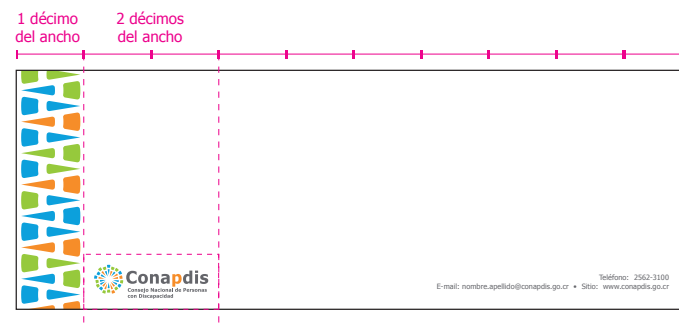 1 décimo
del ancho
2 décimos
del ancho
Conapdis
Consejo Nacional de Personas
con Discapacidad
Teléfono: 2562-3100
E-mail: nombre.apellido@conapdis.go.cr • Sitio: www.conapdis.go.cr